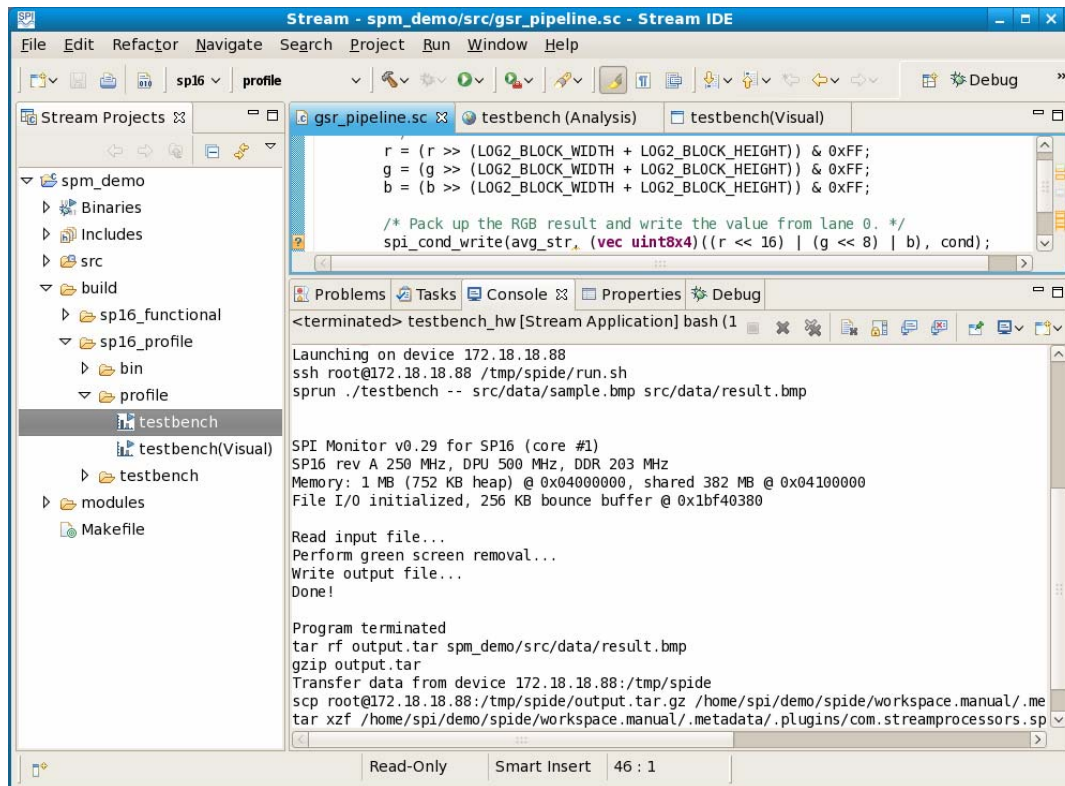 SPI
Stream - spm_demo/src/gsr_pipeline.sc - Stream IDE
File Edit Refactor Navigate Search Project Run Window Help
010 sp16 profile Debug »
Stream Projects
gsr_pipeline.sc testbench (Analysis) testbench(Visual)
spm_demo
Binaries
Includes
src
build
sp16_functional
sp16_profile
bin
profile
testbench
testbench(Visual)
testbench
modules
Makefile
r = (r >> (LOG2_BLOCK_WIDTH + LOG2_BLOCK_HEIGHT)) & 0xFF;
g = (g >> (LOG2_BLOCK_WIDTH + LOG2_BLOCK_HEIGHT)) & 0xFF;
b = (b >> (LOG2_BLOCK_WIDTH + LOG2_BLOCK_HEIGHT)) & 0xFF;
/* Pack up the RGB result and write the value from lane 0. */
spi_cond_write(avg_str, (vec uint8x4)((r << 16) | (g << 8) | b), cond);
Problems Tasks Console Properties Debug
<terminated> testbench_hw [Stream Application] bash (1
Launching on device 172.18.18.88
ssh root@172.18.18.88 /tmp/spide/run.sh
sprun ./testbench -- src/data/sample.bmp src/data/result.bmp
SPI Monitor v0.29 for SP16 (core #1)
SP16 rev A 250 MHz, DPU 500 MHz, DDR 203 MHz
Memory: 1 MB (752 KB heap) @ 0x04000000, shared 382 MB @ 0x04100000
File I/O initialized, 256 KB bounce buffer @ 0x1bf40380
Read input file...
Perform green screen removal...
Write output file...
Done!
Program terminated
tar rf output.tar spm_demo/src/data/result.bmp
gzip output.tar
Transfer data from device 172.18.18.88:/tmp/spide
scp root@172.18.18.88:/tmp/spide/output.tar.gz /home/spi/demo/spide/workspace.manual/.me
tar xzf /home/spi/demo/spide/workspace.manual/.metadata/.plugins/com.streamprocessors.sp
Read-Only Smart Insert 46 : 1